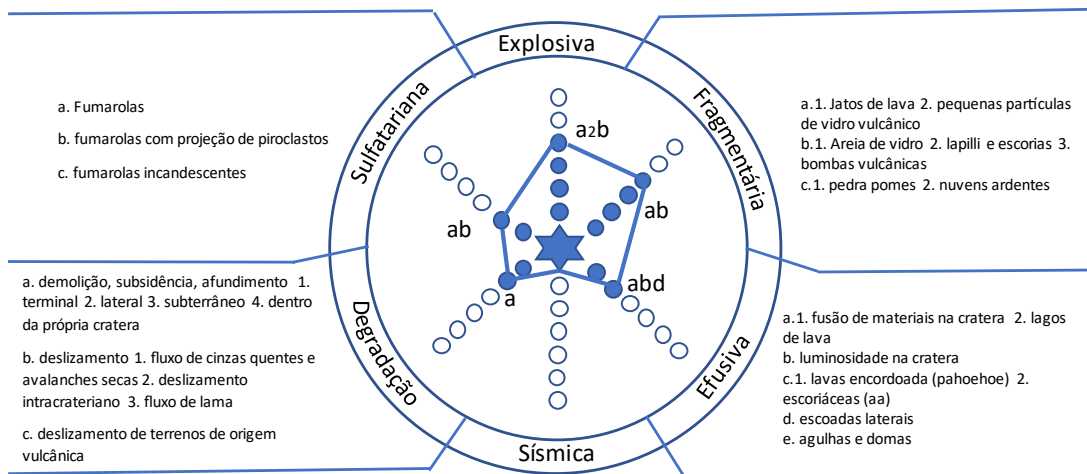 Explosiva
Fragmentária
Efusiva
Sísmica
Degradação
Sulfatariana
a. Fumarolas
b. fumarolas com projeção de piroclastos
c. fumarolas incandescentes
a.1. Jatos de lava 2. pequenas partículas
de vidro vulcânico
b.1. Areia de vidro 2. lapilli e escorias 3.
bombas vulcânicas
c.1. pedra pomes 2. nuvens ardentes
a2b
ab
ab
abd
a
a. demolição, subsidência, afundimento 1.
terminal 2. lateral 3. subterrâneo 4. dentro
da própria cratera
b. deslizamento 1. fluxo de cinzas quentes e
avalanches secas 2. deslizamento
intracrateriano 3. fluxo de lama
c. deslizamento de terrenos de origem
vulcânica
a.1. fusão de materiais na cratera 2. lagos
de lava
b. luminosidade na cratera
c.1. lavas encordoada (pahoehoe) 2.
escoriáceas (aa)
d. escoadas laterais
e. agulhas e domas